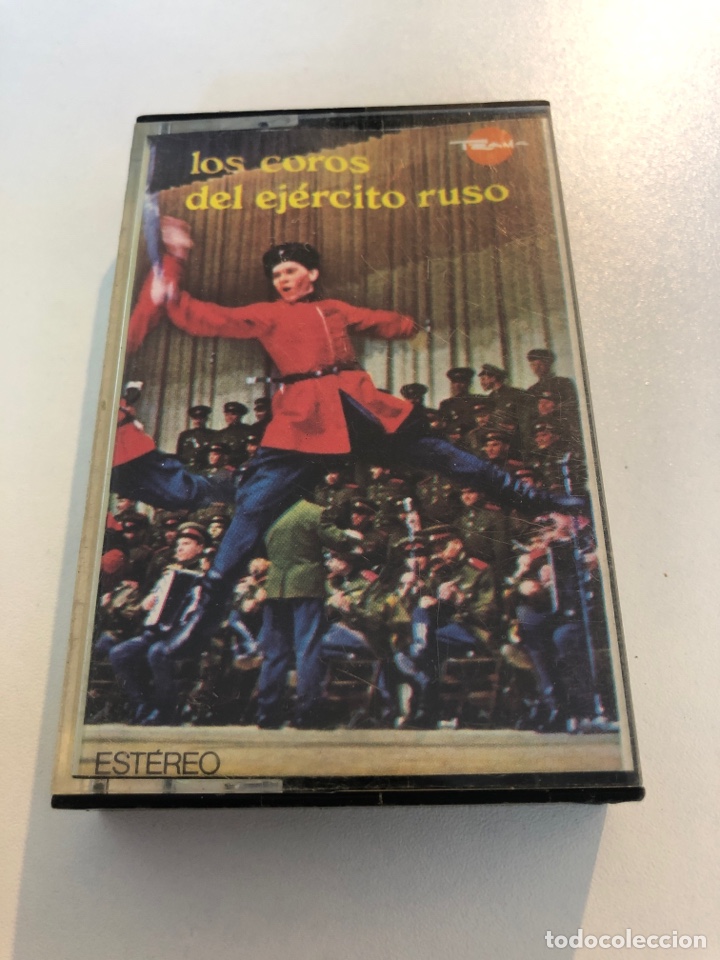 los coros
del ejército ruso
ESTÉREO
todocoleccion